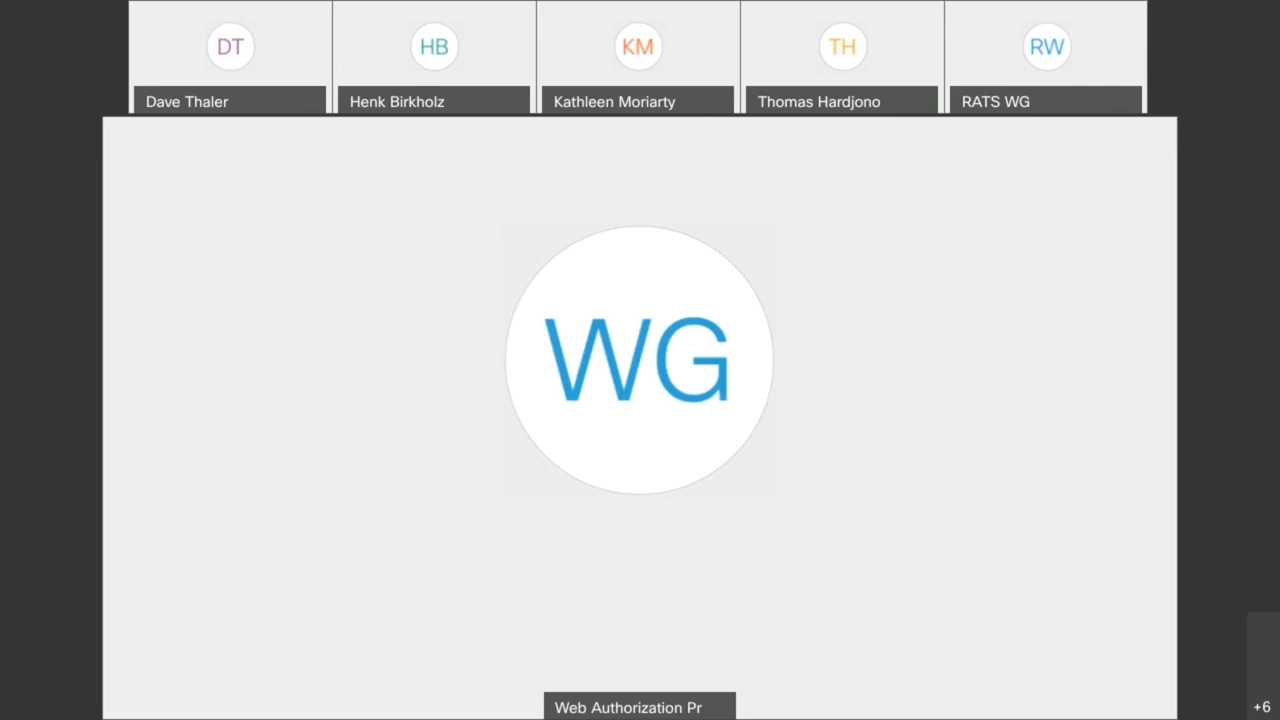 DT
HB
KM
TH
RW
Dave Thaler
Henk Birkholz
Kathleen Moriarty
Thomas Hardjono
RATS WG
WG
Web Authorization Pr
+6